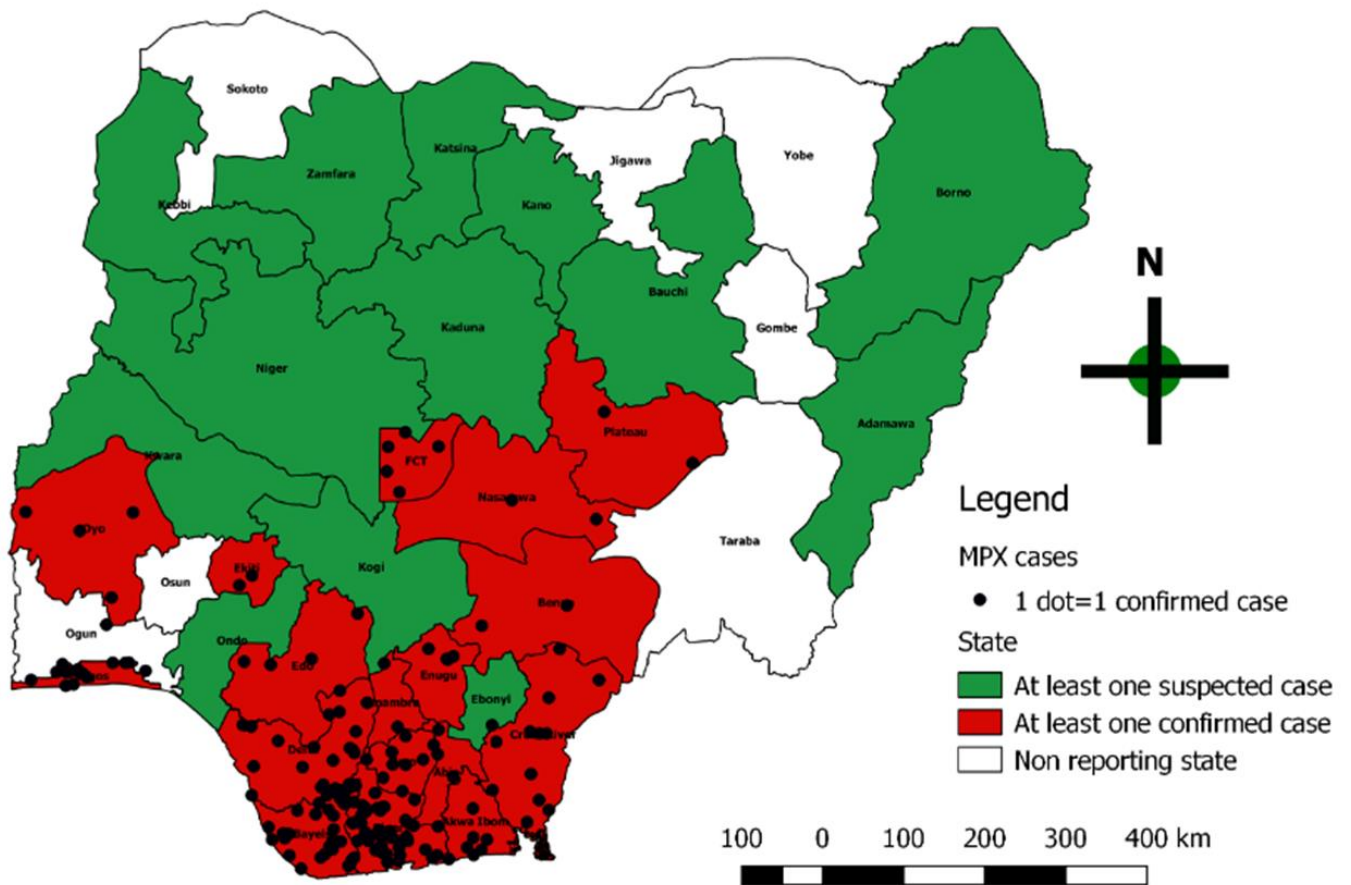 Sokoto
Katsina
Zamfara
Jigawa
Yobe
Kebbi
Kano
Borno
Bauchi
N
Kaduna
Gombe
Niger
Adamawa
Plateau
Kwara
FCT
Legend
Nasarawa
Oyo
MPX cases
Taraba
Ekiti
Kogi
Osun
1 dot=1 confirmed case
Benue
Ogun
Ondo
State
Edo
Enugu
At least one suspected case
Ebonyi
At least one confirmed case
Non reporting state
Akwa Ibom
100 0 100 200 300 400 km